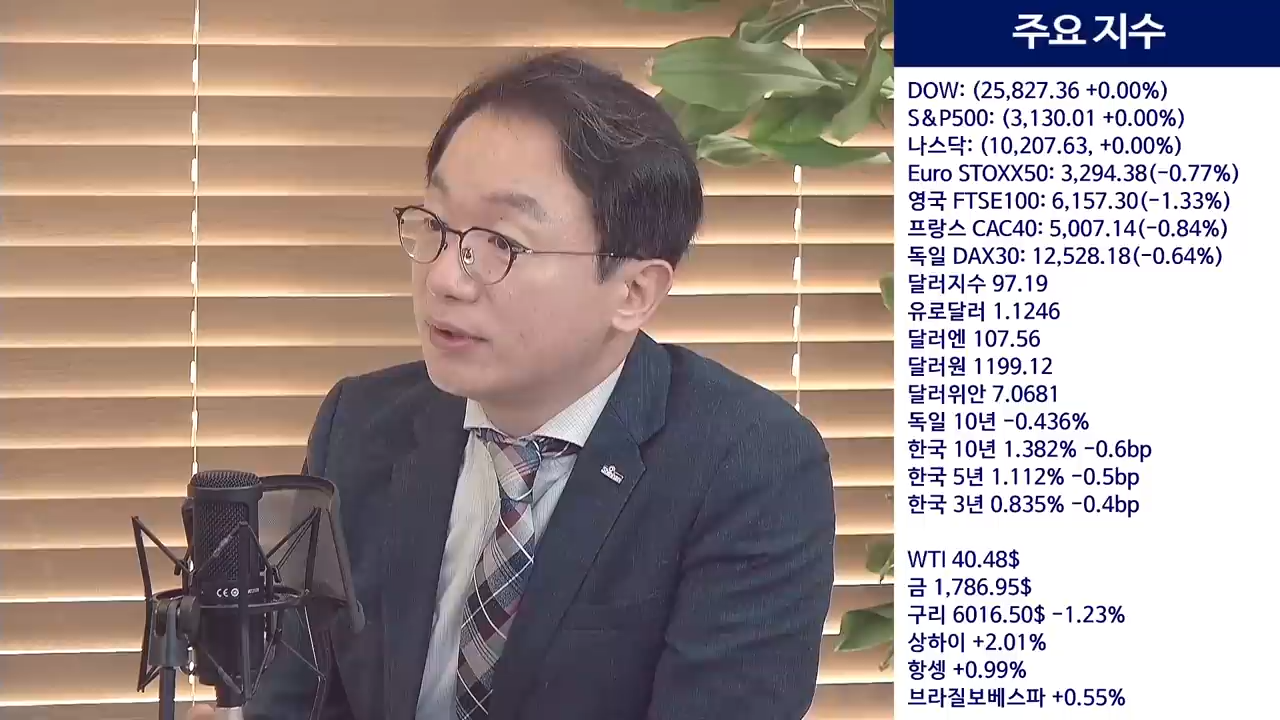 주요 지수
DOW: (25,827.36 +0.00%)
S&P500: (3,130.01 +0.00%)
나스닥: (10,207.63, +0.00%)
Euro STOXX50: 3,294.38(-0.77%)
영국 FTSE100: 6,157.30(-1.33%)
프랑스 CAC40: 5,007.14(-0.84%)
독일 DAX30: 12,528.18(-0.64%)
달러지수 97.19
유로달러 1.1246
달러엔 107.56
달러원 1199.12
달러위안 7.0681
독일 10년 -0.436%
한국 10년 1.382% -0.6bp
한국 5년 1.112% -0.5bp
한국 3년 0.835% -0.4bp
WTI 40.48$
금 1,786.95$
구리 6016.50$ -1.23%
상하이 +2.01%
항셍 +0.99%
브라질보베스파 +0.55%
CE